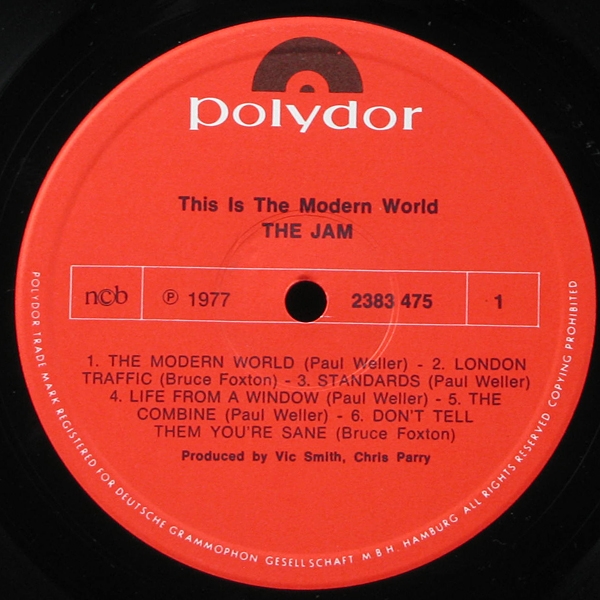 polydor
This Is The Modern World
THE JAM
ncb ℗ 1977 2383 475 1
1. THE MODERN WORLD (Paul Weller) - 2. LONDON
TRAFFIC (Bruce Foxton) - 3. STANDARDS (Paul Weller)
4. LIFE FROM A WINDOW (Paul Weller) - 5. THE
COMBINE (Paul Weller) - 6. DON'T TELL
THEM YOU'RE SANE (Bruce Foxton)
Produced by Vic Smith, Chris Parry
POLYDOR TRADE MARK REGISTERED FOR DEUTSCHE GRAMMOPHON GESELLSCHAFT M B H. HAMBURG ALL RIGHTS RESERVED COPYING PROHIBITED